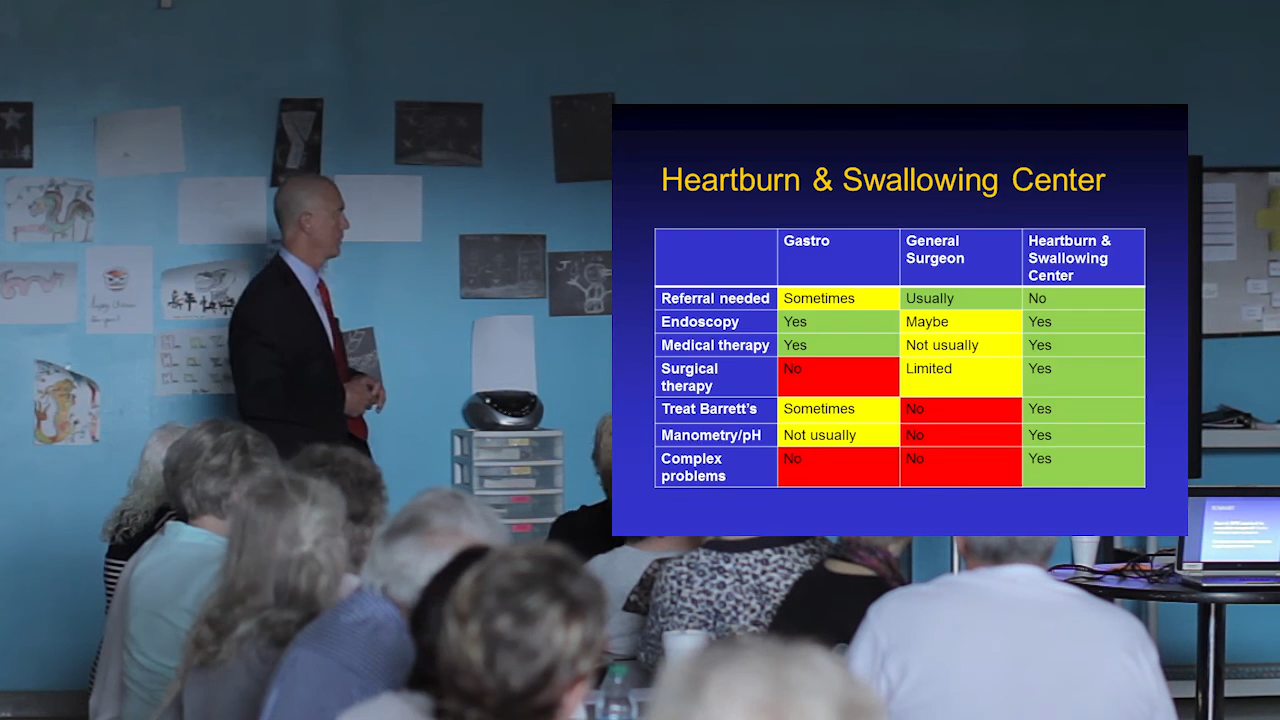 Heartburn & Swallowing Center
Gastro
General
Surgeon
Heartburn &
Swallowing
Center
Referral needed Sometimes Usually No
Endoscopy Yes Maybe Yes
Medical therapy Yes Not usually Yes
Surgical
therapy
No Limited Yes
Treat Barrett's Sometimes No Yes
Manometry/pH Not usually No Yes
Complex
problems
No No Yes